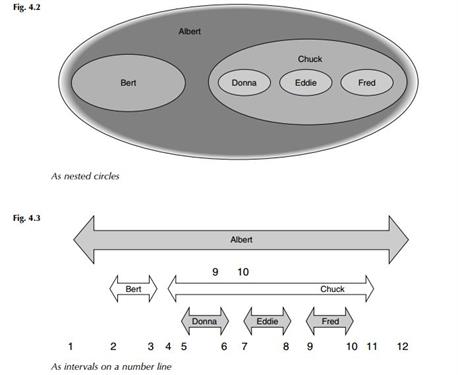 Fig. 4.2
Albert
Chuck
Bert
Donna Eddie Fred
As nested circles
Fig. 4.3
Albert
9 10
Bert Chuck
Donna Eddie Fred
1 2 3 4 5 6 7 8 9 10 11 12
As intervals on a number line